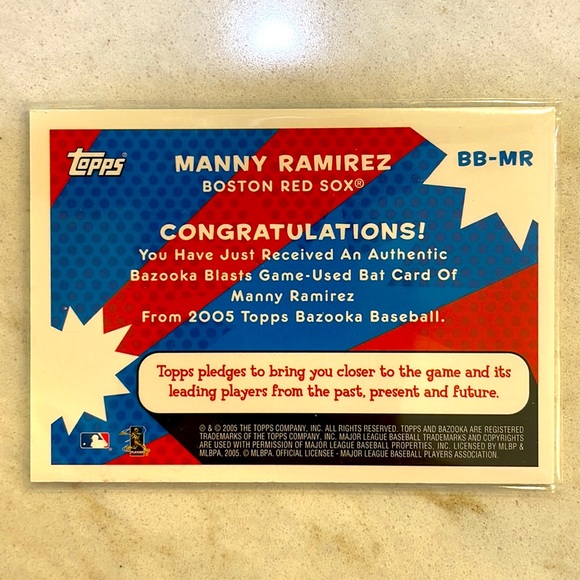 Topps
MANNY RAMIREZ
BB-MR
BOSTON RED SOX®
CONGRATULATIONS!
You Have Just Received An Authentic
Bazooka Blasts Game-Used Bat Card Of
Manny Ramirez
From 2005 Topps Bazooka Baseball.
Topps pledges to bring you closer to the game and its
leading players from the past, present and future.
® & © 2005 THE TOPPS COMPANY, INC. ALL RIGHTS RESERVED. TOPPS AND BAZOOKA ARE REGISTERED
TRADEMARKS OF THE TOPPS COMPANY, INC. MAJOR LEAGUE BASEBALL TRADEMARKS AND COPYRIGHTS
ARE USED WITH PERMISSION OF MAJOR LEAGUE BASEBALL PROPERTIES, INC. LICENSED BY MLBP &
MLBPA, 2005. © MLBPA. OFFICIAL LICENSEE - MAJOR LEAGUE BASEBALL PLAYERS ASSOCIATION.